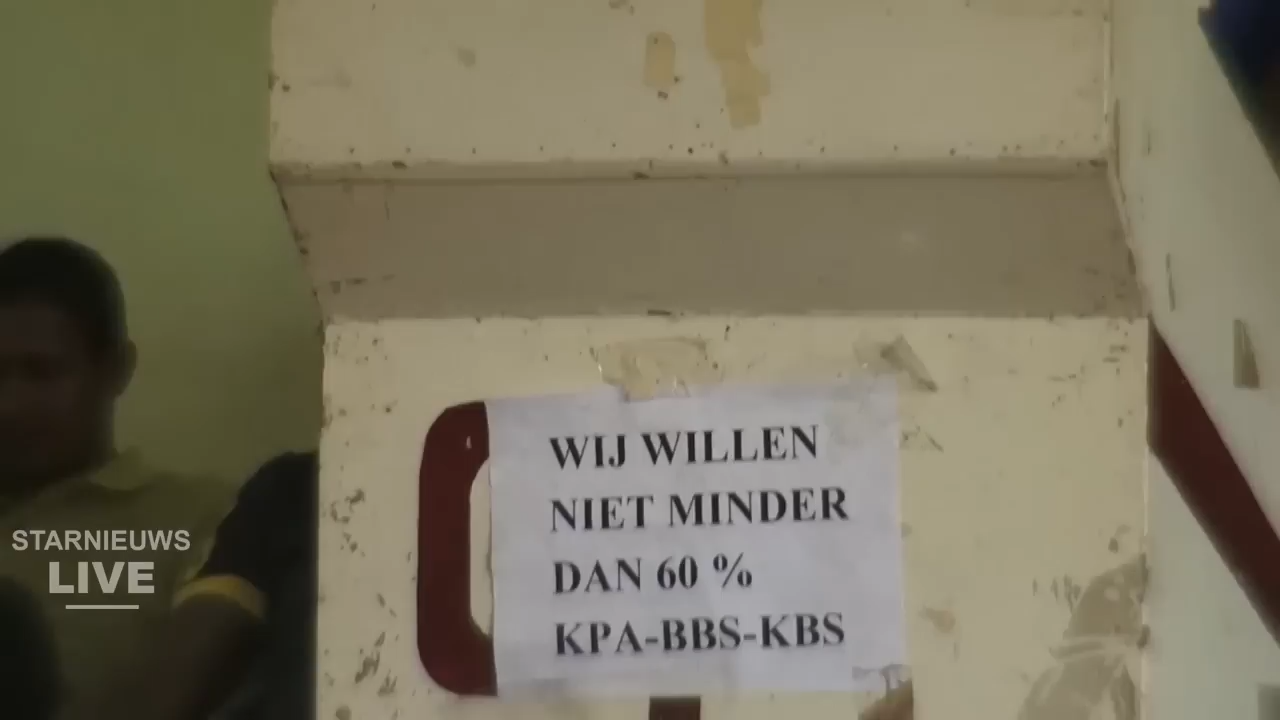 WIJ WILLEN
NIET MINDER
DAN 60 %
KPA-BBS-KBS
STARNIEUWS
LIVE